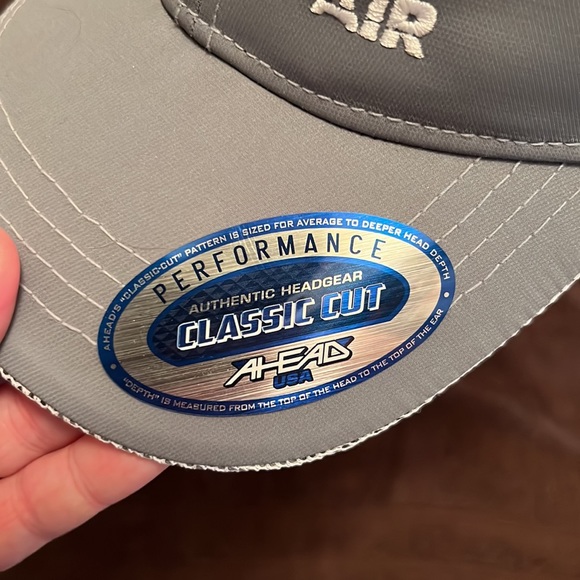 AIR
AHEAD'S "CLASSIC-CUT" PATTERN IS SIZED FOR AVERAGE TO DEEPER HEAD DEPTH
PERFORMANCE
AUTHENTIC HEADGEAR
CLASSIC CUT
AHEAD
USA
"DEPTH" IS MEASURED FROM THE TOP OF THE HEAD TO THE TOP OF THE EAR